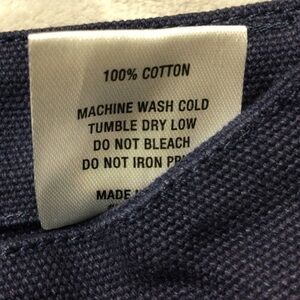 100% COTTON
MACHINE WASH COLD
TUMBLE DRY LOW
DO NOT BLEACH
DO NOT IRON
MADE